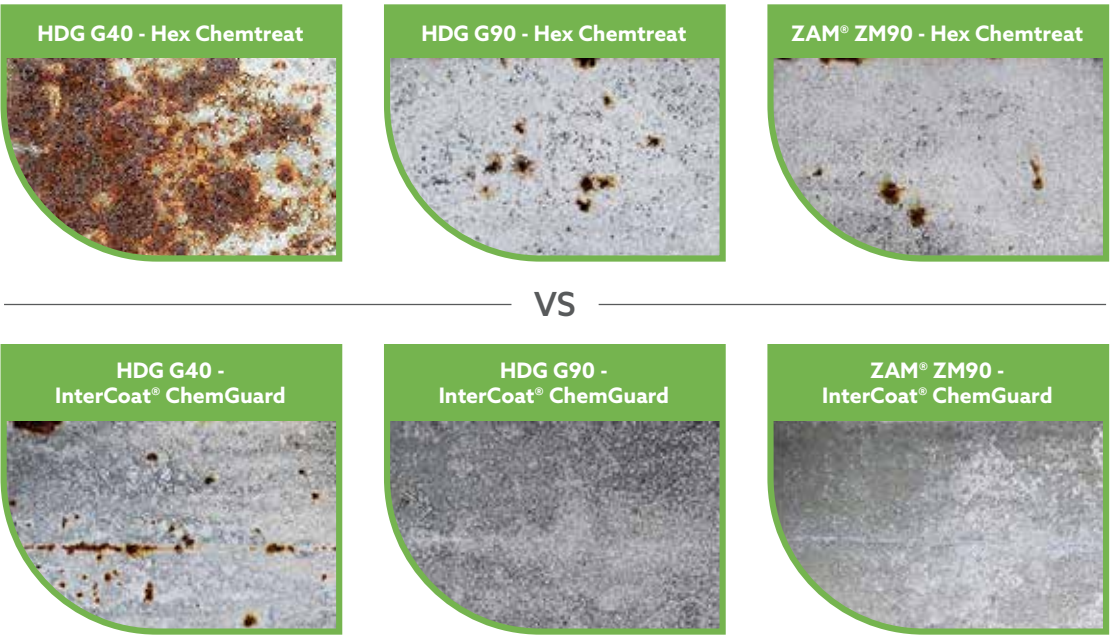 HDG G40 - Hex Chemtreat
HDG G90 - Hex Chemtreat
ZAM® ZM90 - Hex Chemtreat
VS
HDG G40 -
InterCoat® ChemGuard
HDG G90 -
InterCoat® ChemGuard
ZAM® ZM90 -
InterCoat® ChemGuard